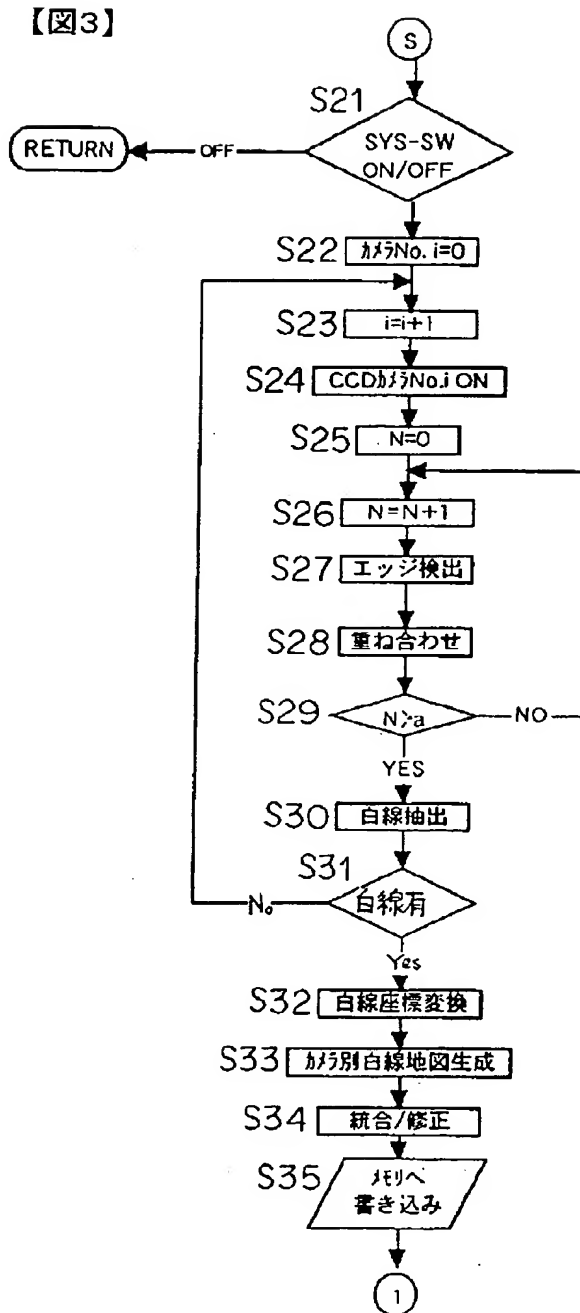 【図3】
S
S21
SYS-SW
ON/OFF
OFF
RETURN
S22
ｶﾒﾗNo. i=0
S23
i=i+1
S24
CCDｶﾒﾗNo.i ON
S25
N=0
S26
N=N+1
S27
エッジ検出
S28
重ね合わせ
S29
N>a
NO
YES
S30
白線抽出
S31
白線有
No
Yes
S32
白線座標変換
S33
ｶﾒﾗ別白線地図生成
S34
統合/修正
S35
ﾒﾓﾘへ
書き込み
1